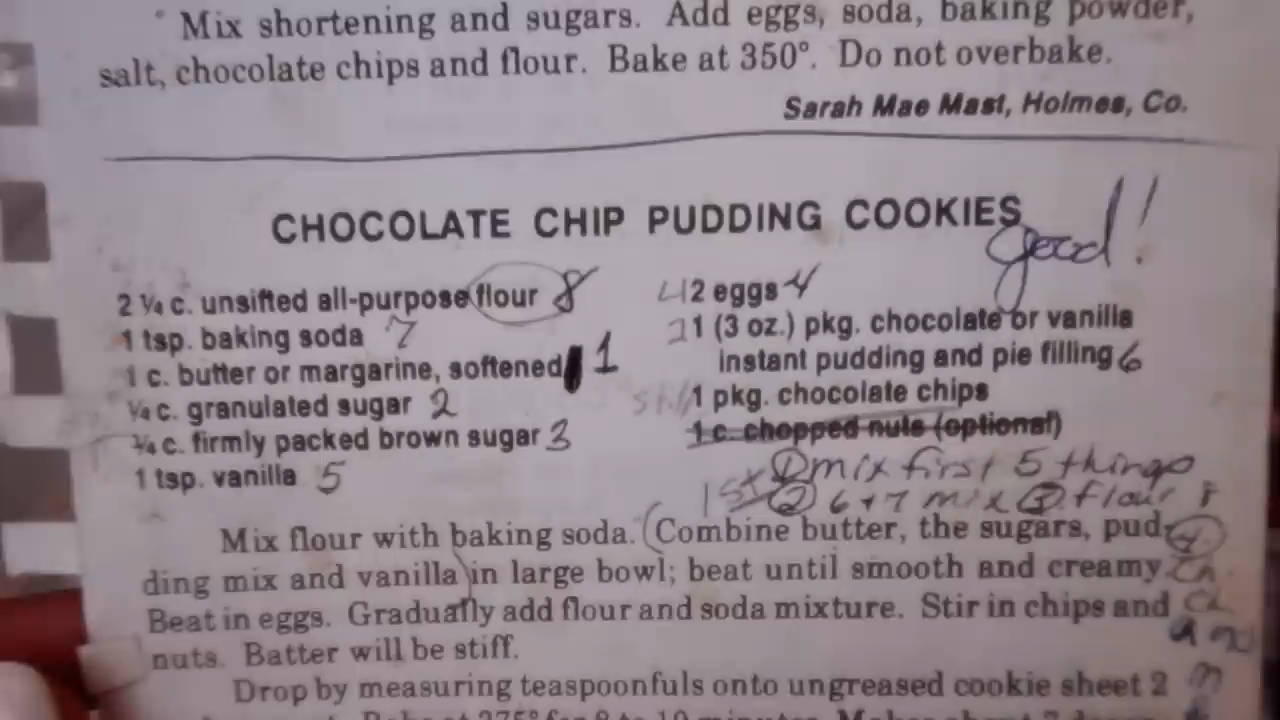 Mix shortening and sugars. Add eggs, soda, baking powder,
salt, chocolate chips and flour. Bake at 350°. Do not overbake.
Sarah Mae Mast, Holmes, Co.
CHOCOLATE CHIP PUDDING COOKIES
good!
2 ¼ c. unsifted all-purpose flour 8
1 tsp. baking soda 7
1 c. butter or margarine, softened 1
¼ c. granulated sugar 2
¾ c. firmly packed brown sugar 3
1 tsp. vanilla 5
2 eggs 4
1 (3 oz.) pkg. chocolate or vanilla
instant pudding and pie filling 6
1 pkg. chocolate chips
1 c. chopped nuts (optional)
1st ① mix first 5 things
② 6+7 mix ③ flour
Mix flour with baking soda. (Combine butter, the sugars, pud- ④
ding mix and vanilla) in large bowl; beat until smooth and creamy.
Beat in eggs. Gradually add flour and soda mixture. Stir in chips and
nuts. Batter will be stiff.
Drop by measuring teaspoonfuls onto ungreased cookie sheet 2